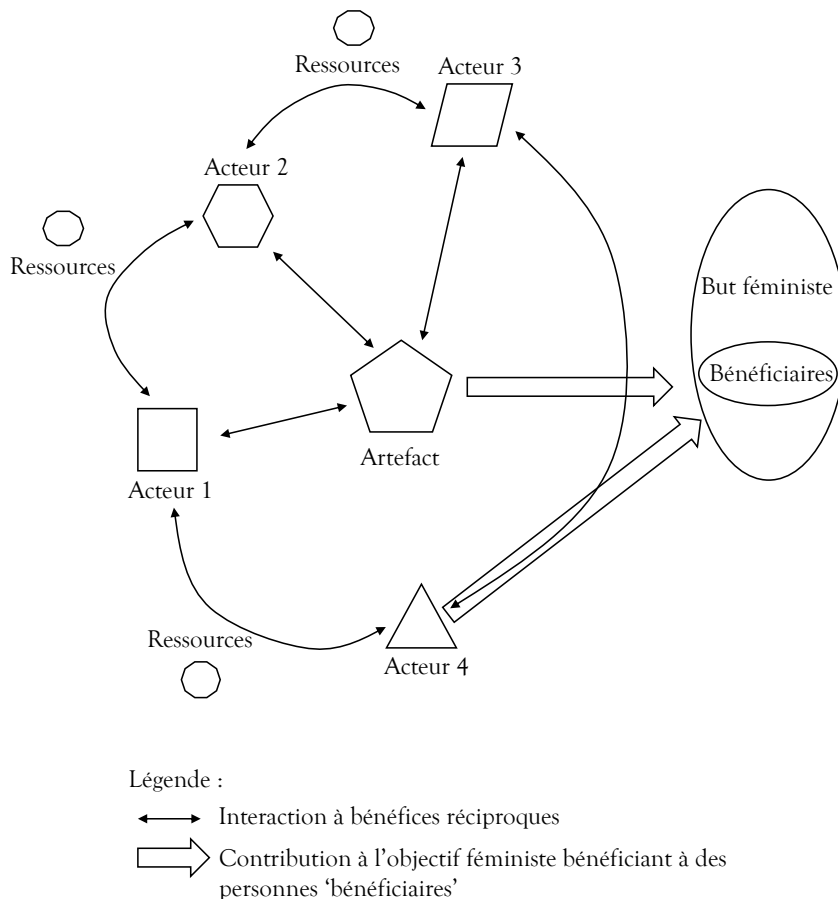 Ressources
Acteur 3
Acteur 2
Ressources
But féministe
Bénéficiaires
Artefact
Acteur 1
Ressources
Acteur 4
Légende :
Interaction à bénéfices réciproques
Contribution à l’objectif féministe bénéficiant à des
personnes ‘bénéficiaires’